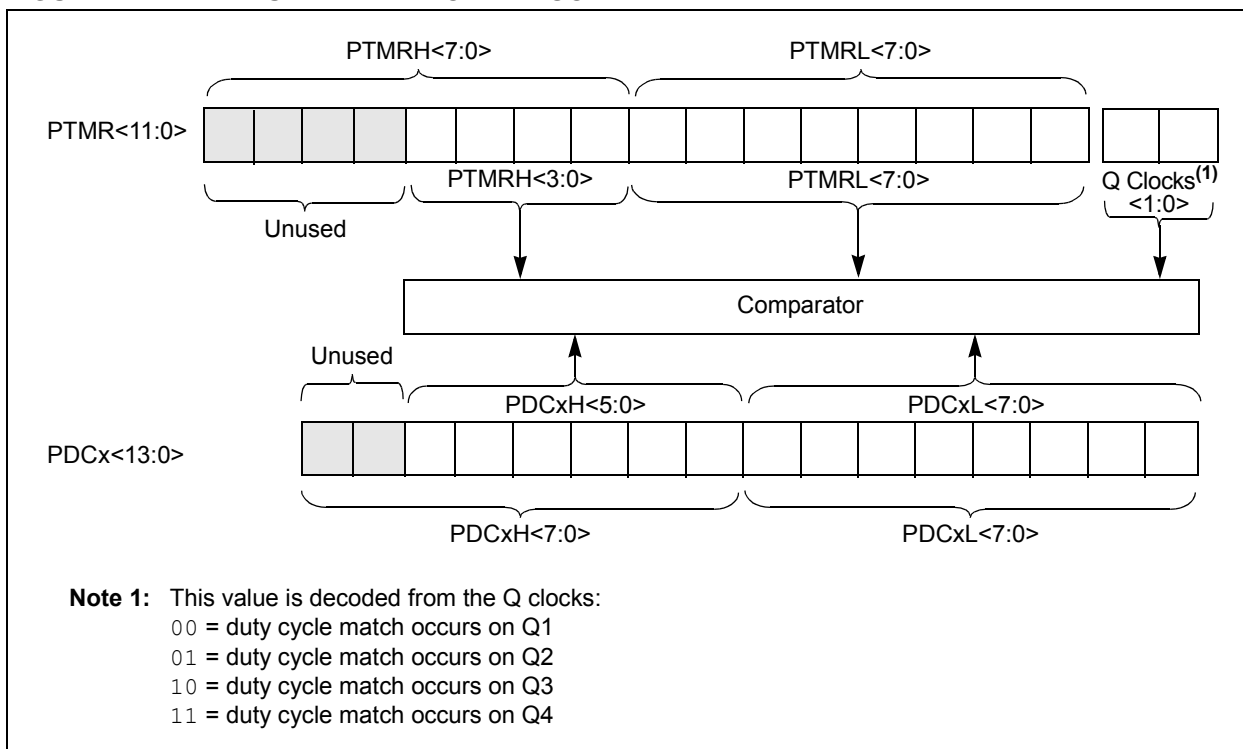 PTMRH<7:0> PTMRL<7:0>
PTMR<11:0>
PTMRH<3:0> PTMRL<7:0> Q Clocks(1)
<1:0>
Unused
Comparator
Unused
PDCxH<5:0> PDCxL<7:0>
PDCx<13:0>
PDCxH<7:0> PDCxL<7:0>
Note 1: This value is decoded from the Q clocks:
00 = duty cycle match occurs on Q1
01 = duty cycle match occurs on Q2
10 = duty cycle match occurs on Q3
11 = duty cycle match occurs on Q4